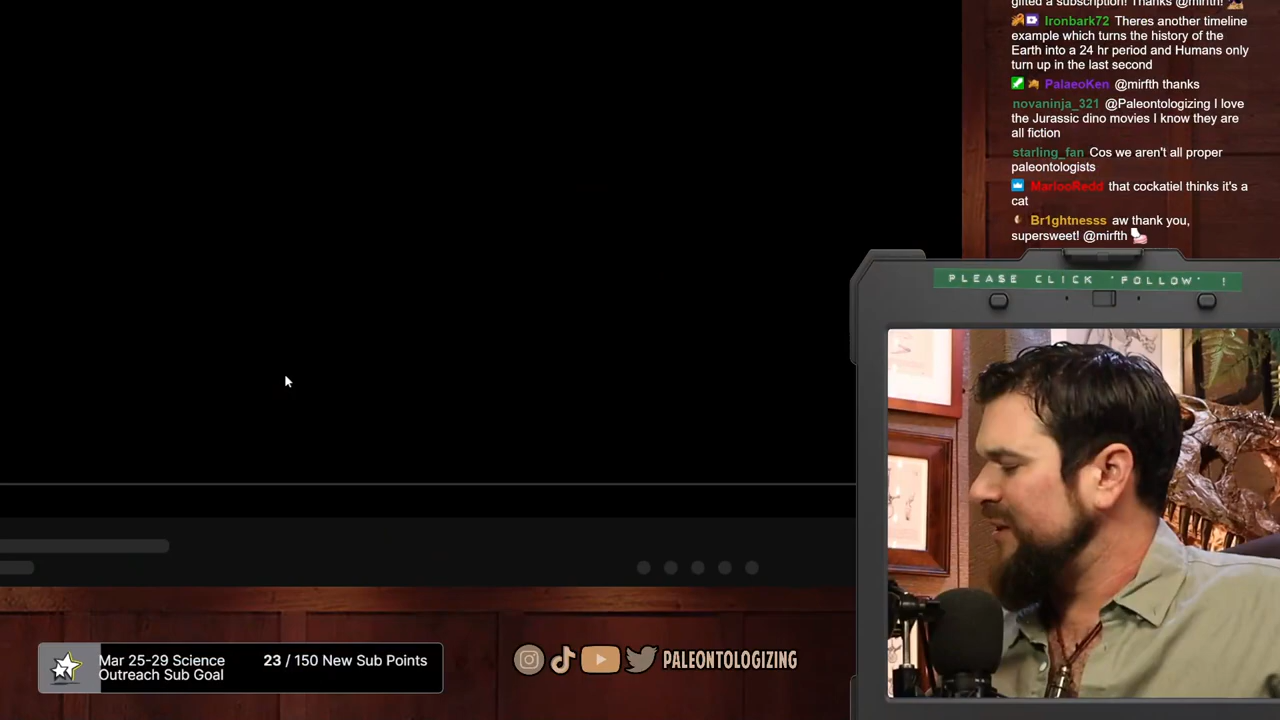 gifted a subscription! Thanks @mirfth!
Ironbark72 Theres another timeline
example which turns the history of the
Earth into a 24 hr period and Humans only
turn up in the last second
PalaeoKen @mirfth thanks
novaninja_321 @Paleontologizing I love
the Jurassic dino movies I know they are
all fiction
starling_fan Cos we aren't all proper
paleontologists
MarlooRedd that cockatiel thinks it's a
cat
Br1ghtnesss aw thank you,
supersweet! @mirfth
PLEASE CLICK "FOLLOW" !
Mar 25-29 Science
Outreach Sub Goal
23 / 150 New Sub Points
PALEONTOLOGIZING